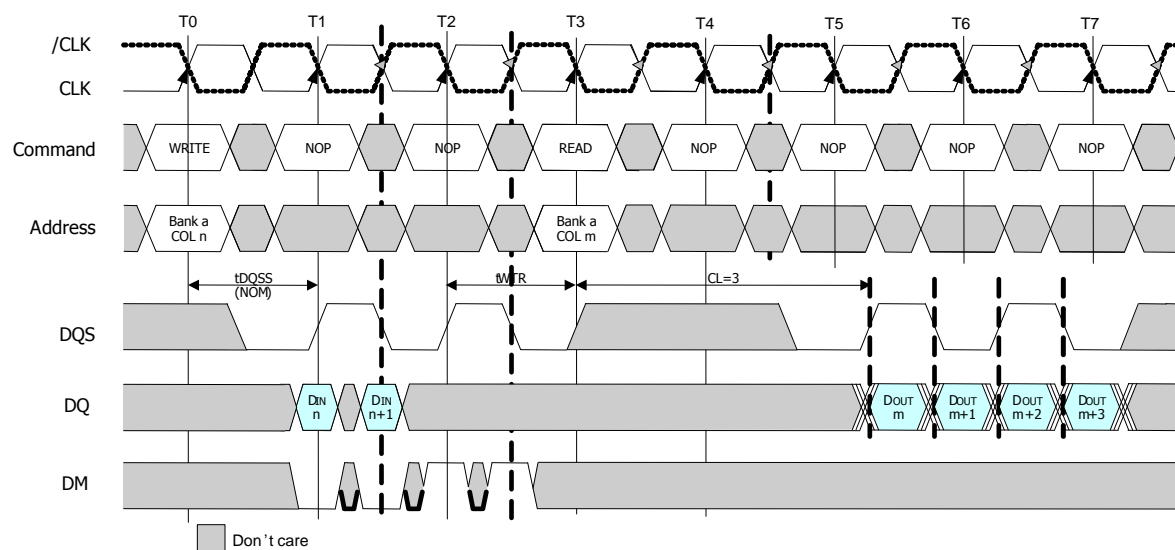 T0 T1 T2 T3 T4 T5 T6 T7
/CLK
CLK
Command WRITE NOP NOP READ NOP NOP NOP NOP
Address Bank a COL n Bank a COL m
tDQSS (NOM) tWTR CL=3
DQS
DQ DIN n DIN n+1 DOUT m DOUT m+1 DOUT m+2 DOUT m+3
DM
Don't care